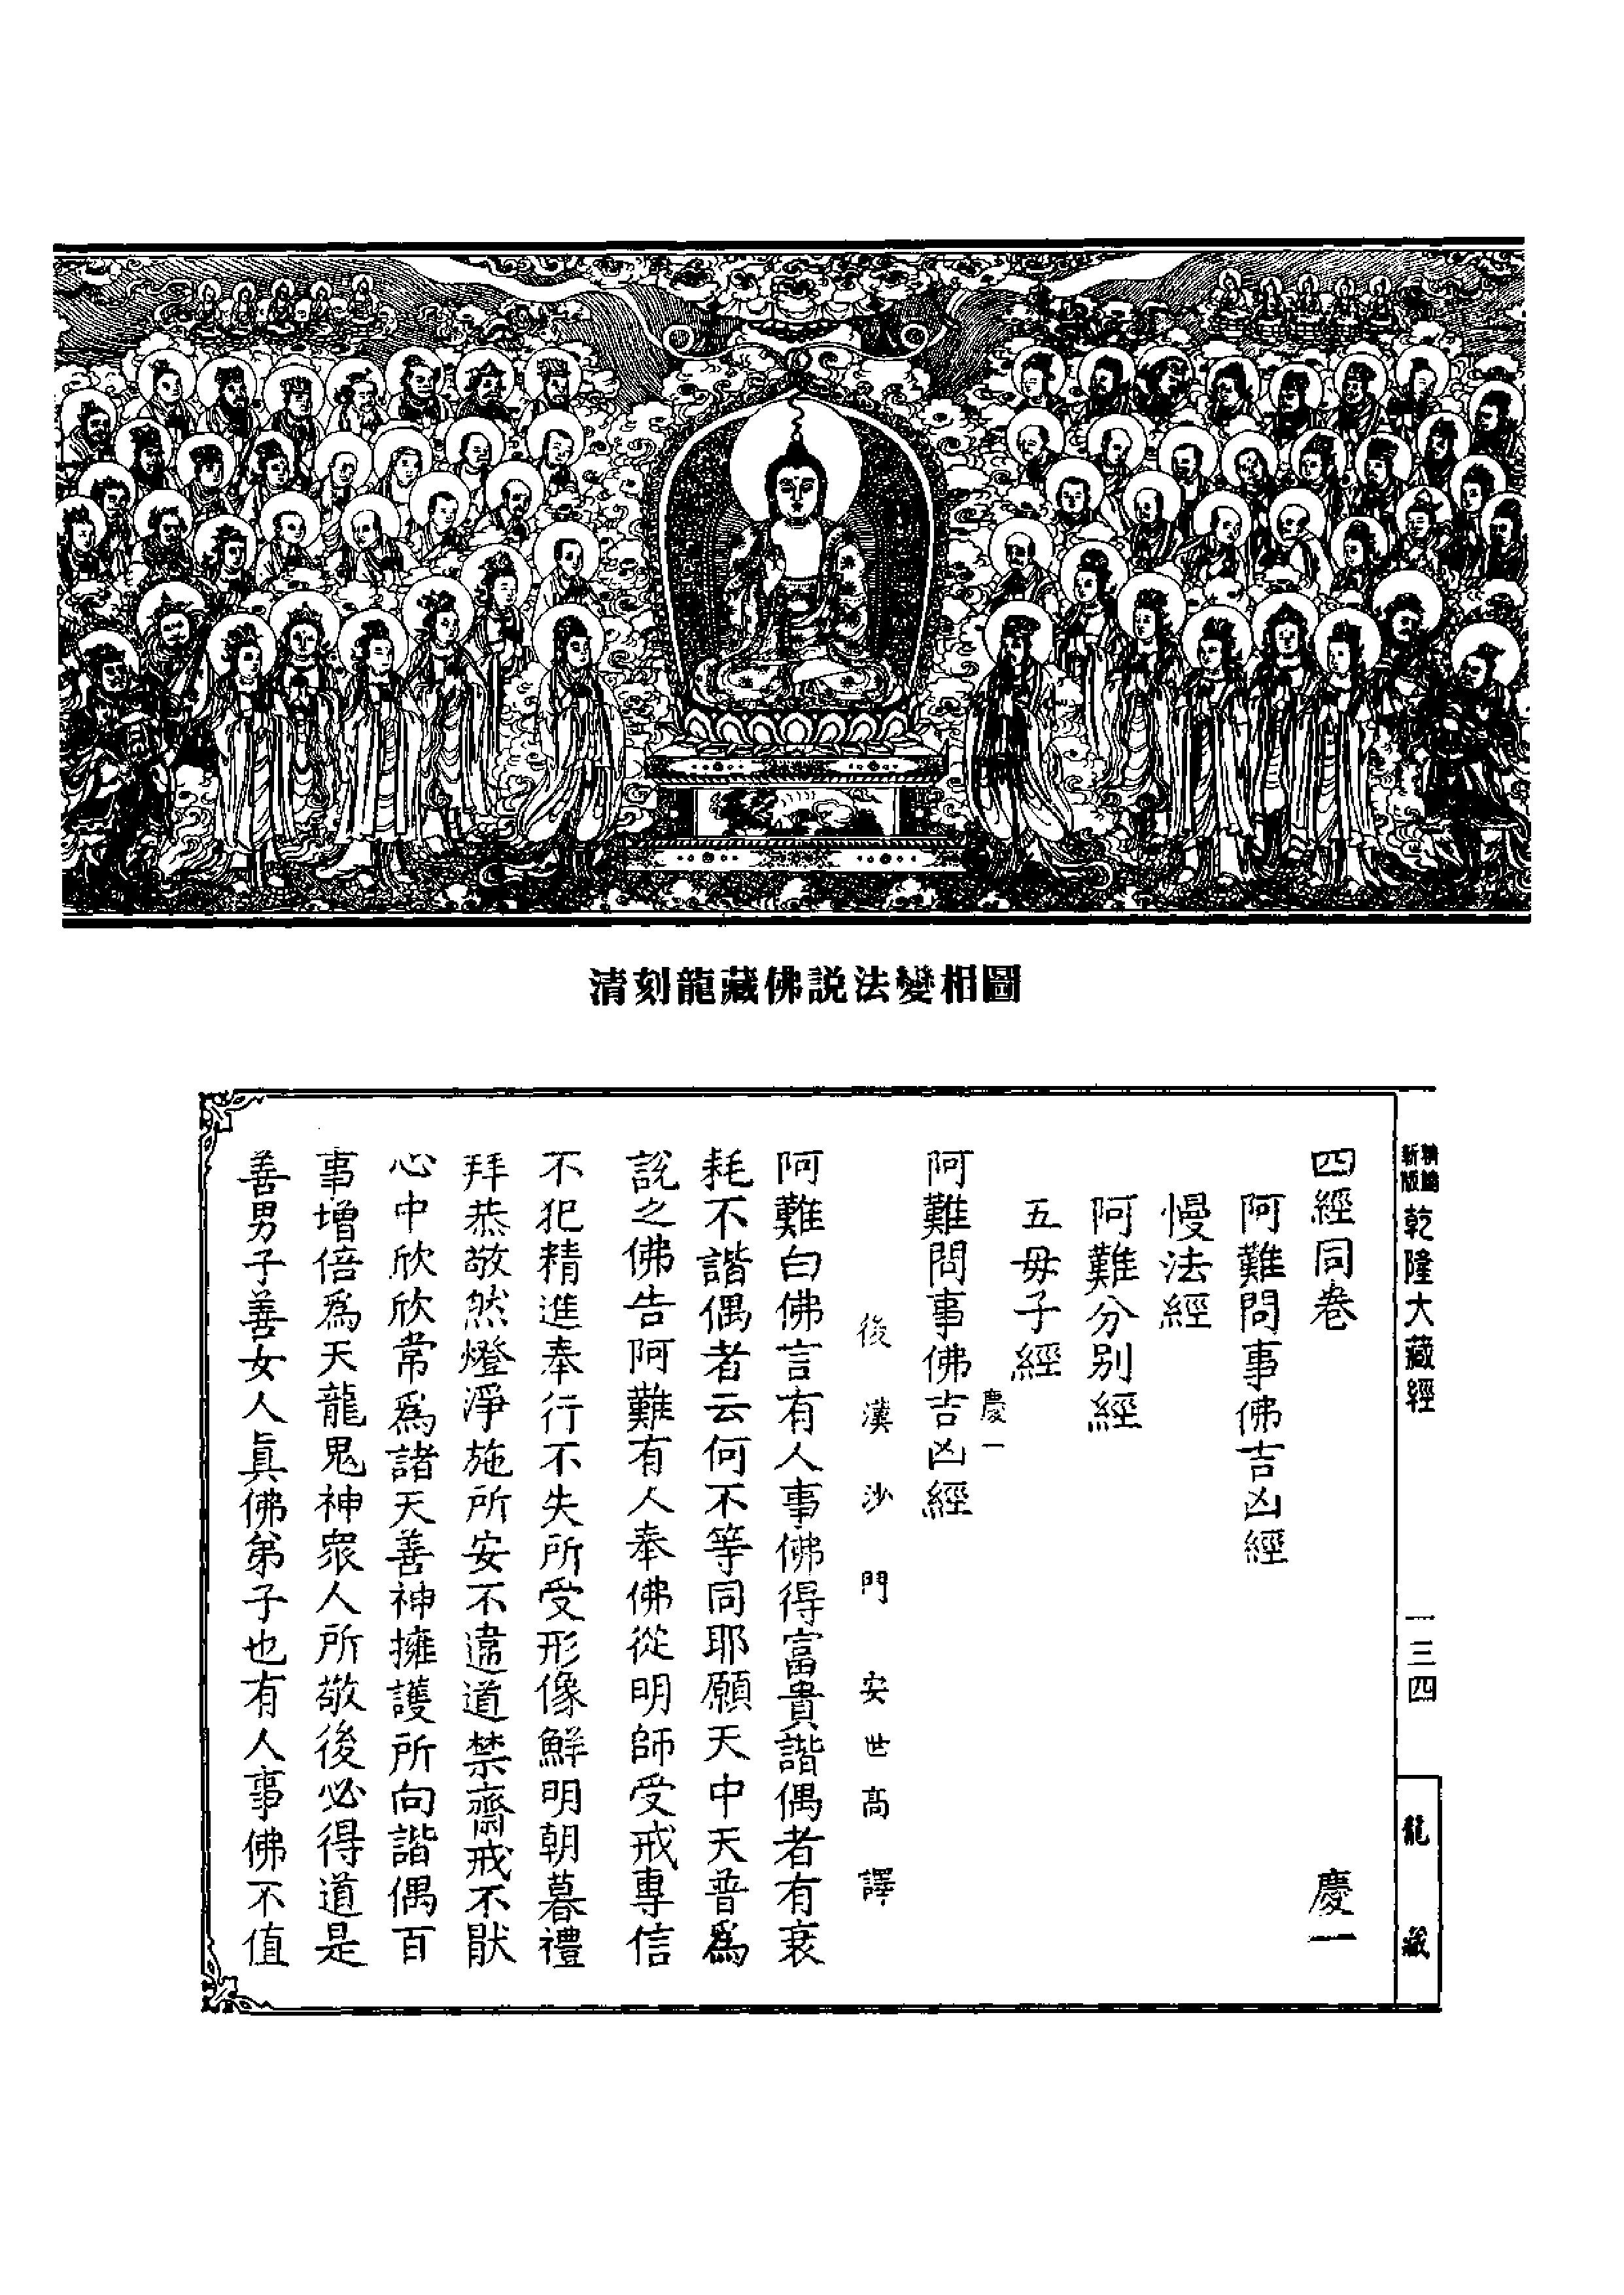 清刻龍藏佛説法變相圖
新版
精縮
乾隆大藏經
一三四
龍藏
四經同卷 慶一
阿難問事佛吉凶經
慢法經
阿難分別經
五母子經
慶一
阿難問事佛吉凶經
後漢沙門安世高譯
阿難白佛言有人事佛得富貴諧偶者有衰
耗不諧偶者云何不等同耶願天中天普爲
說之佛告阿難有人奉佛從明師受戒專信
不犯精進奉行不失所受形像鮮明朝暮禮
拜恭敬然燈淨施所安不違道禁齋戒不猒
心中欣欣常爲諸天善神擁護所向諧偶百
事增倍爲天龍鬼神眾人所敬後必得道是
善男子善女人眞佛弟子也有人事佛不值